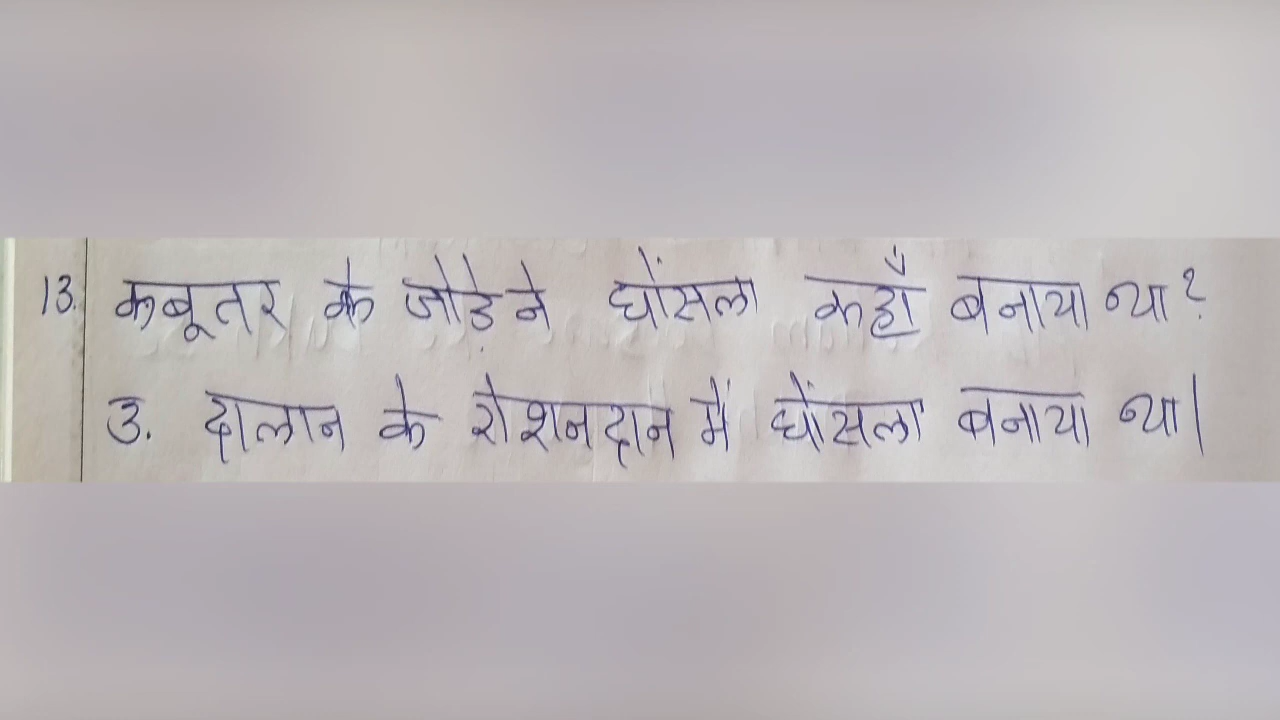 13. कबूतर के जोड़े ने घोंसला कहाँ बनाया था?
उ. दालान के रोशनदान में घोंसला बनाया था।